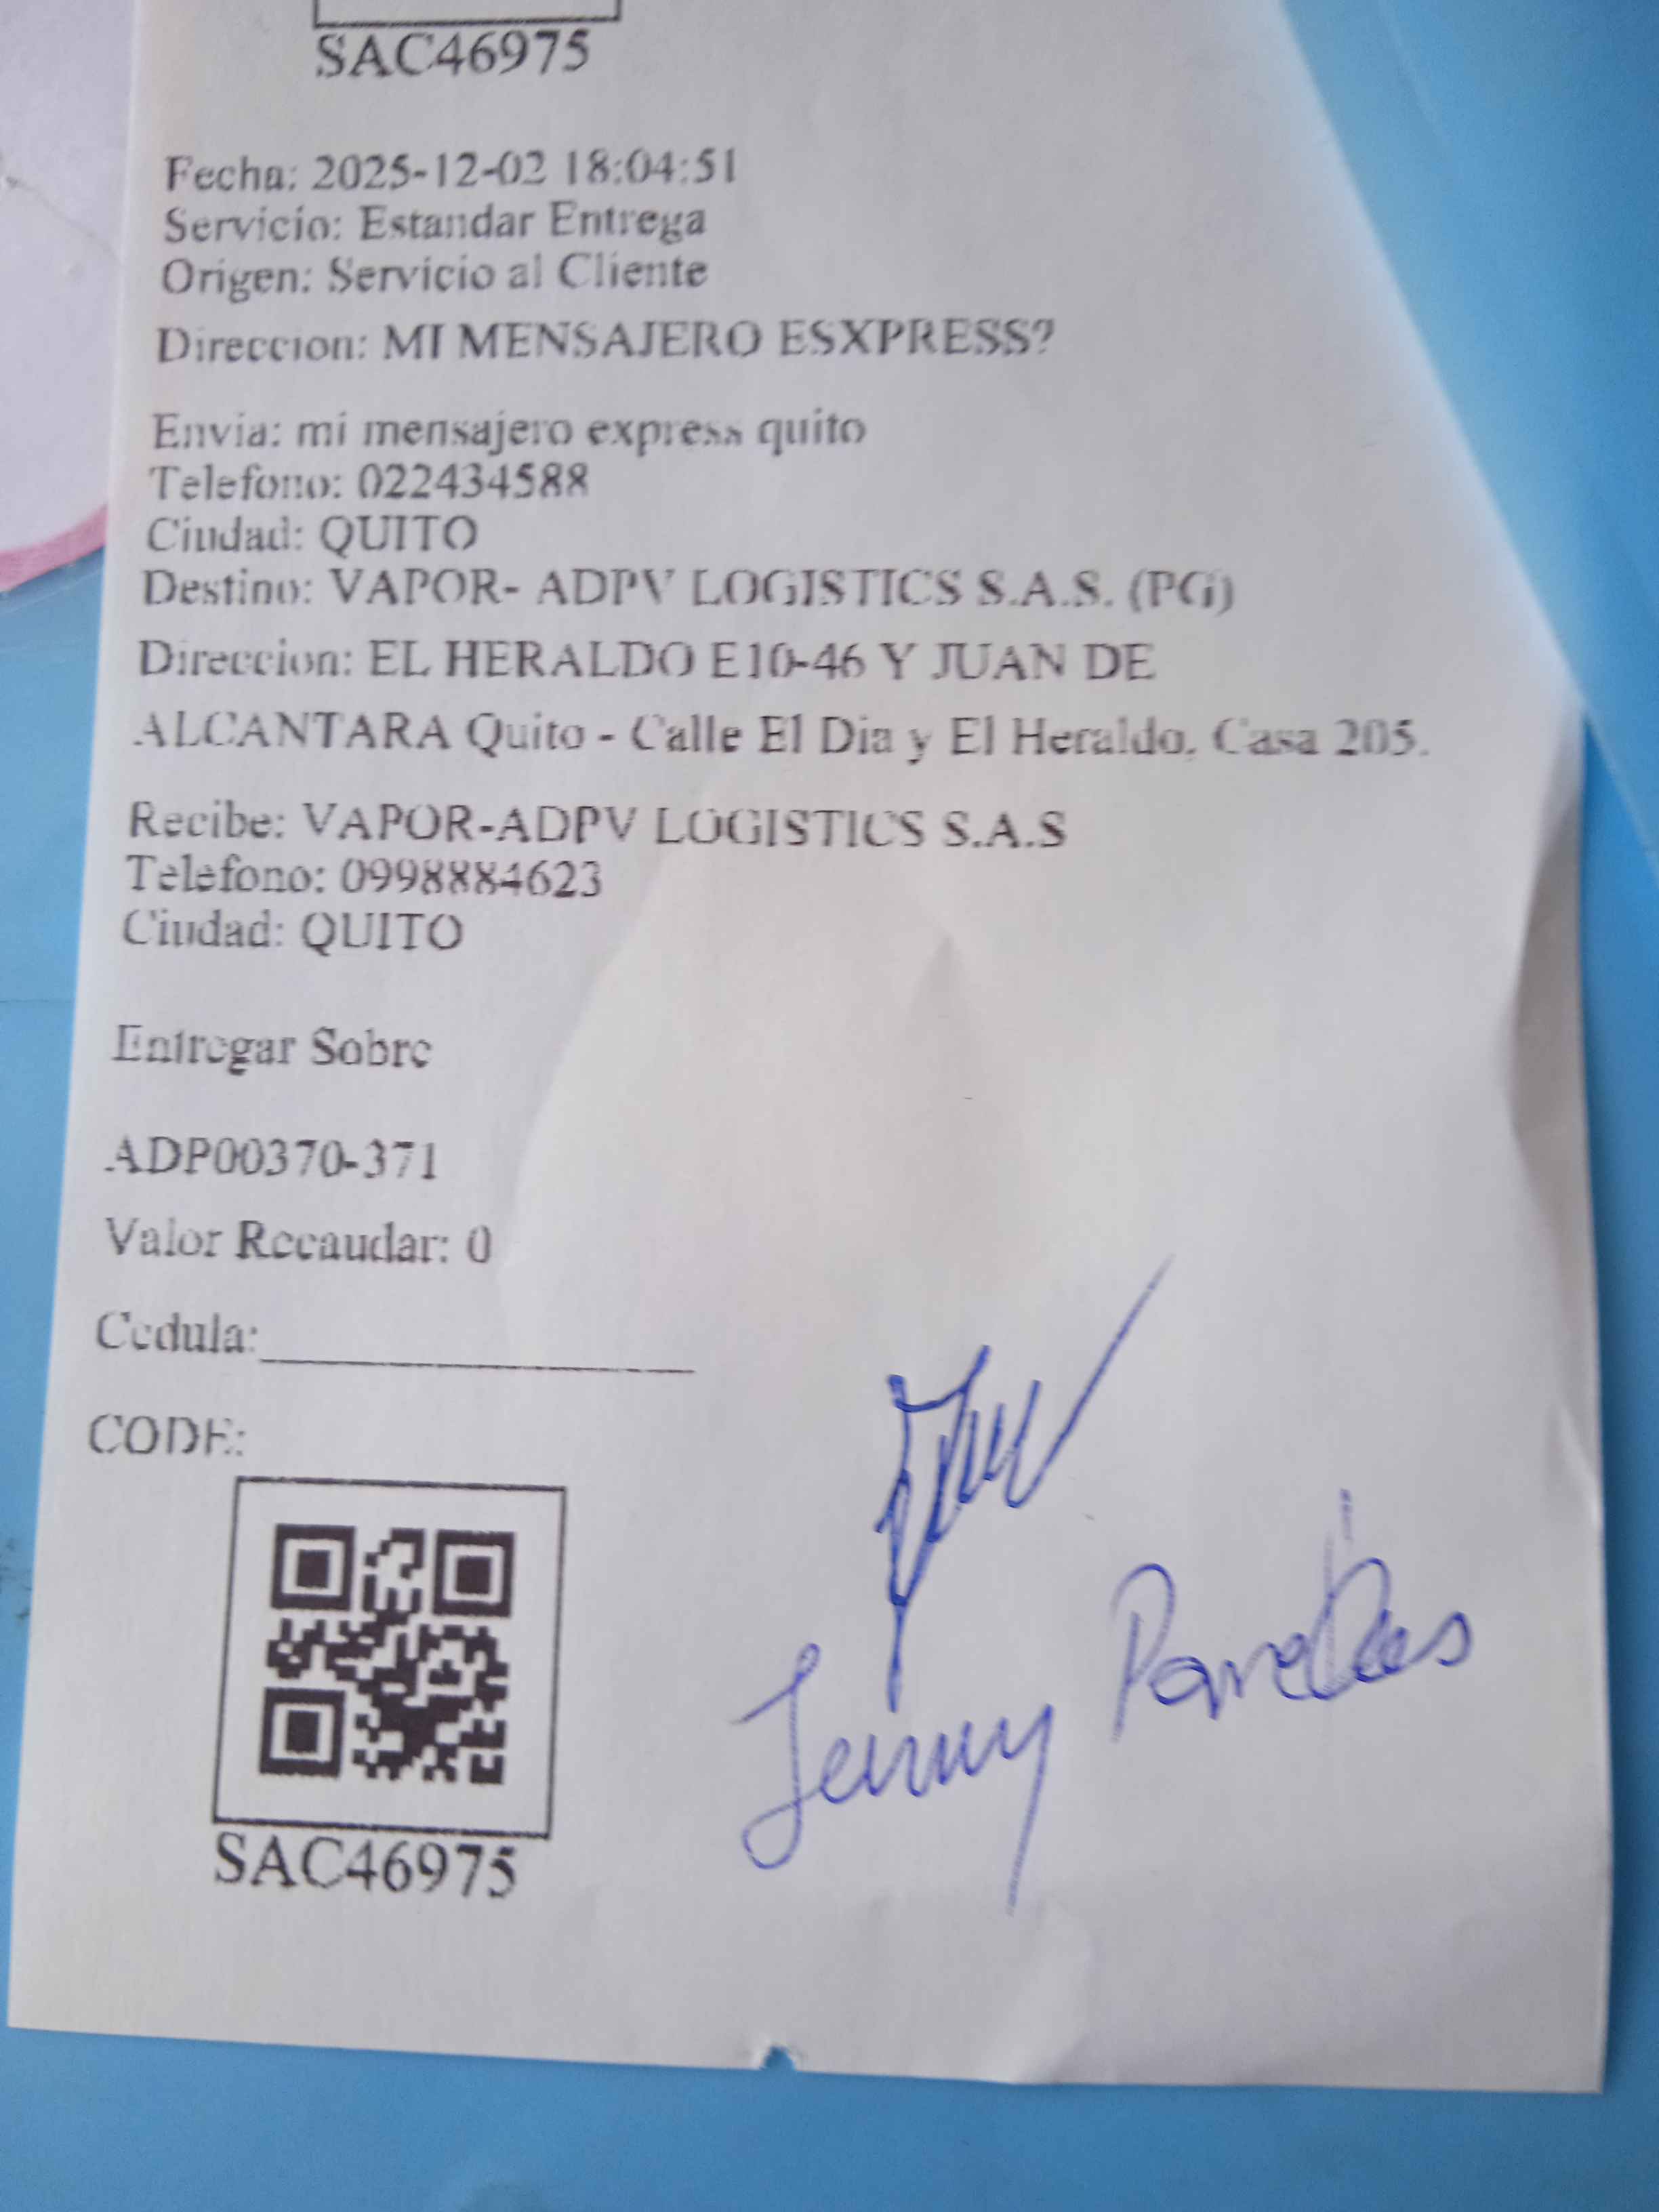 SAC46975
Fecha: 2025-12-02 18:04:51
Servicio: Estandar Entrega
Origen: Servicio al Cliente
Direccion: MI MENSAJERO ESXPRESS?
Envia: mi mensajero express quito
Telefono: 022434588
Ciudad: QUITO
Destino: VAPOR- ADPV LOGISTICS S.A.S. (PG)
Direccion: EL HERALDO E10-46 Y JUAN DE
ALCANTARA Quito - Calle El Dia y El Heraldo. Casa 205.
Recibe: VAPOR-ADPV LOGISTICS S.A.S
Telefono: 0998884623
Ciudad: QUITO
Entregar Sobre
ADP00370-371
Valor Recaudar: 0
Cedula:
CODE:
Jenny Paredes
SAC46975